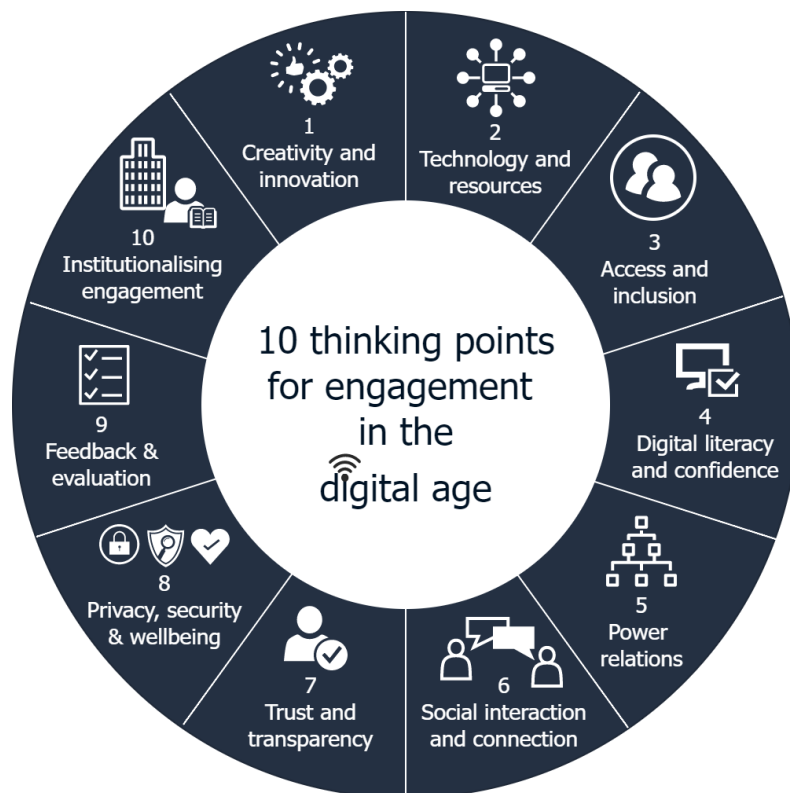 10 thinking points
for engagement
in the
digital age
1
Creativity and
innovation
2
Technology and
resources
3
Access and
inclusion
4
Digital literacy
and confidence
5
Power
relations
6
Social interaction
and connection
7
Trust and
transparency
8
Privacy, security
& wellbeing
9
Feedback &
evaluation
10
Institutionalising
engagement